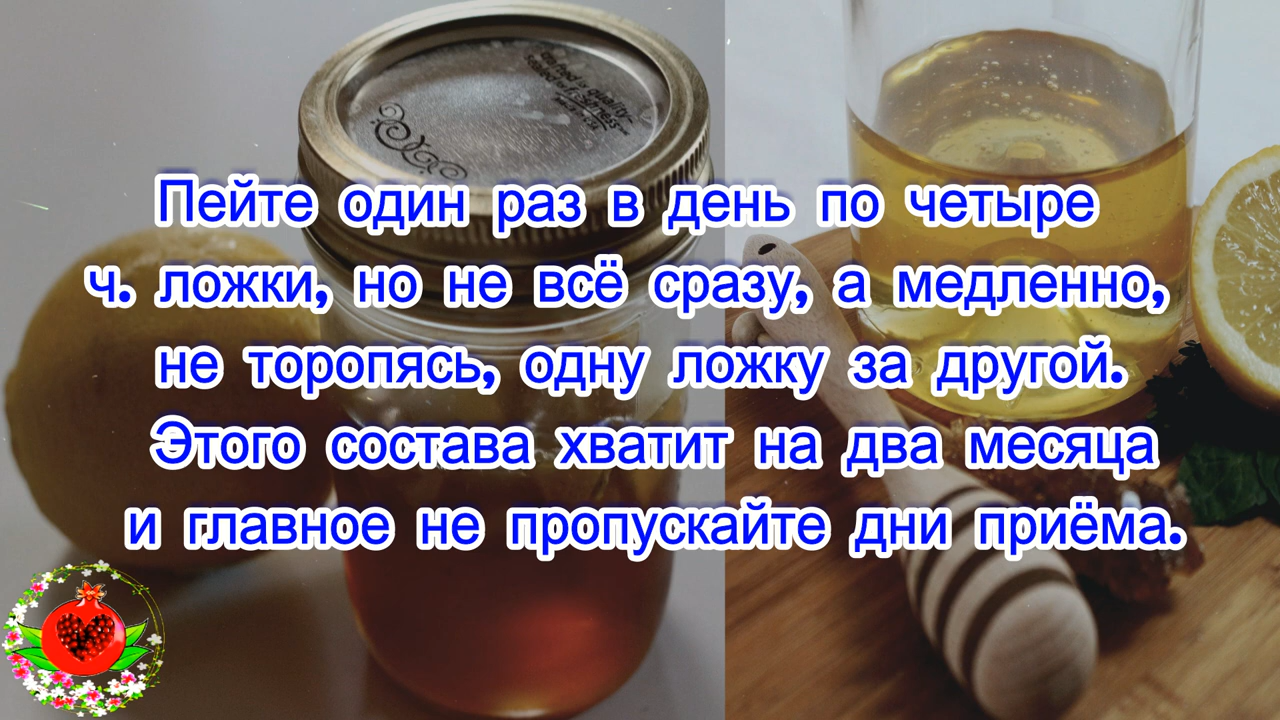 Пейте один раз в день по четыре
ч. ложки, но не всё сразу, а медленно,
не торопясь, одну ложку за другой.
Этого состава хватит на два месяца
и главное не пропускайте дни приёма.